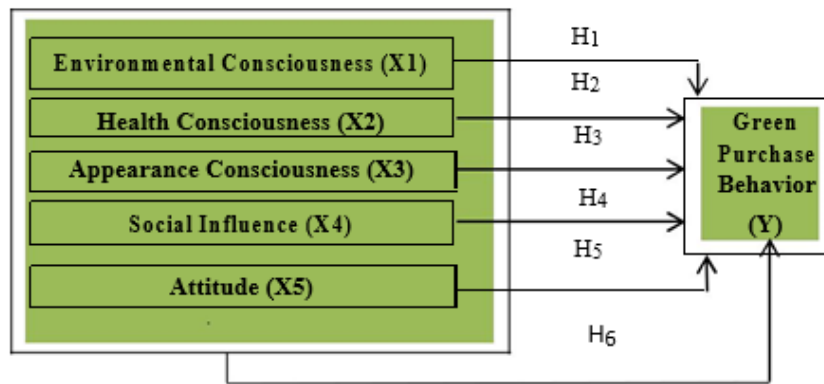 Environmental Consciousness (X1)
Health Consciousness (X2)
Appearance Consciousness (X3)
Social Influence (X4)
Attitude (X5)
H1
H2
H3
H4
H5
H6
Green
Purchase
Behavior
(Y)